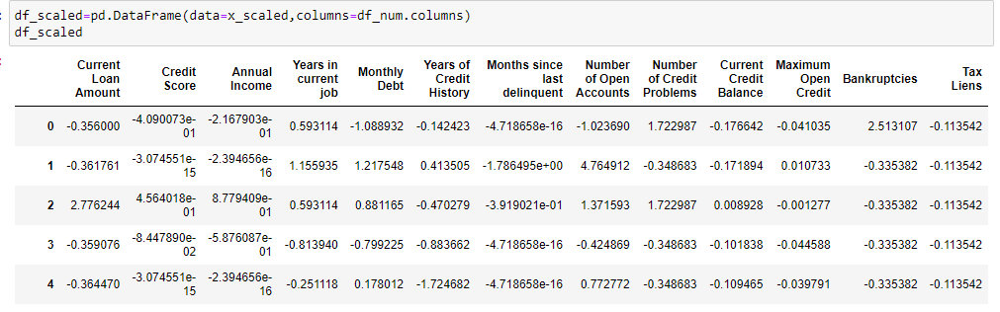 df_scaled=pd.DataFrame(data=x_scaled,columns=df_num.columns)
df_scaled
Current Loan Amount Credit Score Annual Income Years in current job Monthly Debt Years of Credit History Months since last delinquent Number of Open Accounts Number of Credit Problems Current Credit Balance Maximum Open Credit Bankruptcies Tax Liens
0 -0.356000 -4.090073e-01 -2.167903e-01 0.593114 -1.088932 -0.142423 -4.718658e-16 -1.023690 1.722987 -0.176642 -0.041035 2.513107 -0.113542
1 -0.361761 -3.074551e-15 -2.394656e-16 1.155935 1.217548 0.413505 -1.786495e+00 4.764912 -0.348683 -0.171894 0.010733 -0.335382 -0.113542
2 2.776244 4.564018e-01 8.779409e-01 0.593114 0.881165 -0.470279 -3.919021e-01 1.371593 1.722987 0.008928 -0.001277 -0.335382 -0.113542
3 -0.359076 -8.447890e-02 -5.876087e-01 -0.813940 -0.799225 -0.883662 -4.718658e-16 -0.424869 -0.348683 -0.101838 -0.044588 -0.335382 -0.113542
4 -0.364470 -3.074551e-15 -2.394656e-16 -0.251118 0.178012 -1.724682 -4.718658e-16 0.772772 -0.348683 -0.109465 -0.039791 -0.335382 -0.113542